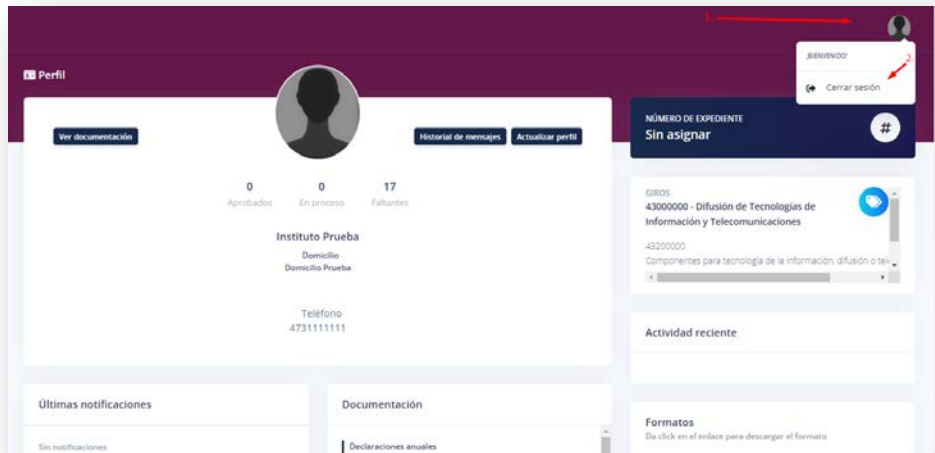 1.
¡BIENVENIDO!
2.
Cerrar sesión
Perfil
Ver documentación
Historial de mensajes
Actualizar perfil
0
0
17
Aprobados
En proceso
Faltantes
Instituto Prueba
Domicilio
Domicilio Prueba
Teléfono
4731111111
NÚMERO DE EXPEDIENTE
Sin asignar
#
GIROS
43000000 - Difusión de Tecnologías de
Información y Telecomunicaciones
43200000
Componentes para tecnología de la información, difusión o tel
Actividad reciente
Últimas notificaciones
Sin notificaciones
Documentación
Declaraciones anuales
Formatos
Da click en el enlace para descargar el formato